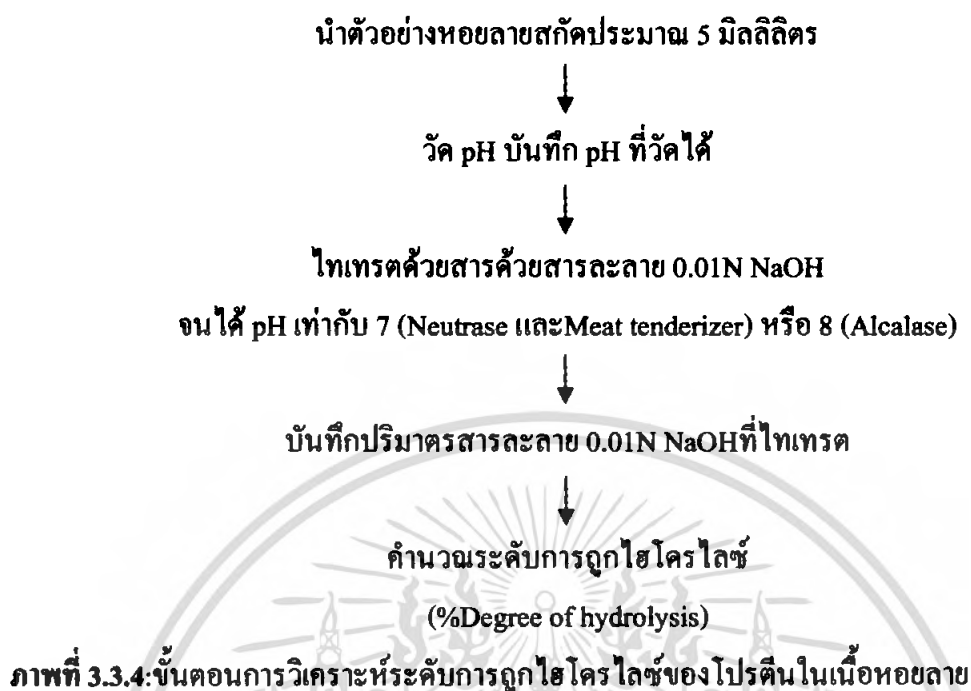 นำตัวอย่างหอยลายสกัดประมาณ 5 มิลลิลิตร
วัด pH บันทึก pH ที่วัดได้
ไทเทรตด้วยสารด้วยสารละลาย 0.01N NaOH
จนได้ pH เท่ากับ 7 (Neutrase และMeat tenderizer) หรือ 8 (Alcalase)
บันทึกปริมาตรสารละลาย 0.01N NaOHที่ไทเทรต
คำนวณระดับการถูกไฮโดรไลซ์
(%Degree of hydrolysis)
ภาพที่ 3.3.4:ขั้นตอนการวิเคราะห์ระดับการถูกไฮโดรไลซ์ของโปรตีนในเนื้อหอยลาย